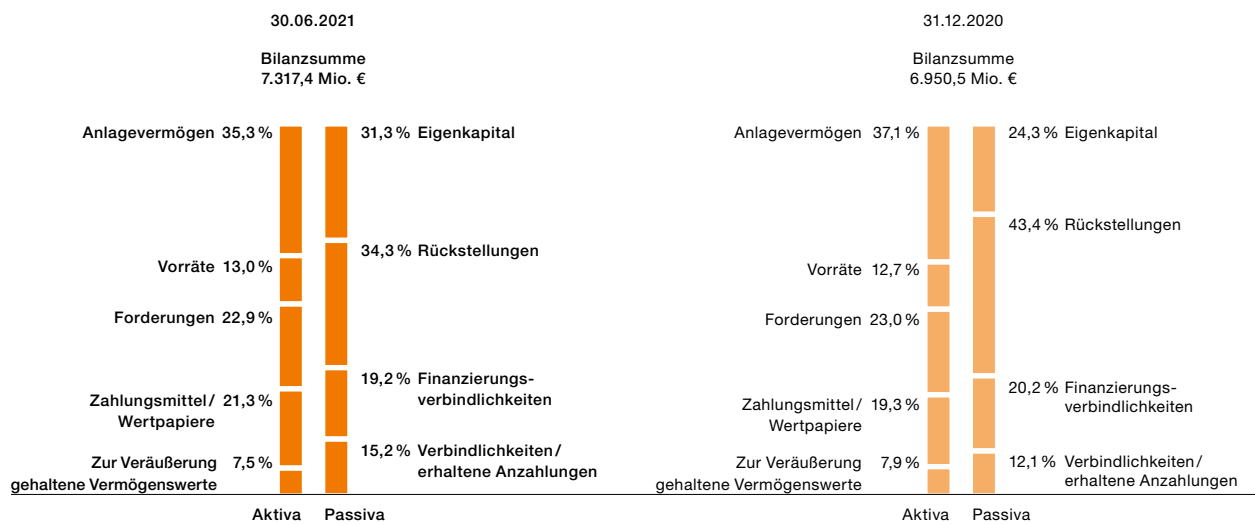 30.06.2021
Bilanzsumme
7.317,4 Mio. €
Anlagevermögen 35,3 %
31,3 % Eigenkapital
34,3 % Rückstellungen
Vorräte 13,0 %
Forderungen 22,9 %
19,2 % Finanzierungs-
verbindlichkeiten
Zahlungsmittel/ 21,3 %
Wertpapiere
15,2 % Verbindlichkeiten/
erhaltene Anzahlungen
Zur Veräußerung 7,5 %
gehaltene Vermögenswerte
Aktiva Passiva
31.12.2020
Bilanzsumme
6.950,5 Mio. €
Anlagevermögen 37,1 %
24,3 % Eigenkapital
43,4 % Rückstellungen
Vorräte 12,7 %
Forderungen 23,0 %
20,2 % Finanzierungs-
verbindlichkeiten
Zahlungsmittel/ 19,3 %
Wertpapiere
12,1 % Verbindlichkeiten/
erhaltene Anzahlungen
Zur Veräußerung 7,9 %
gehaltene Vermögenswerte
Aktiva Passiva